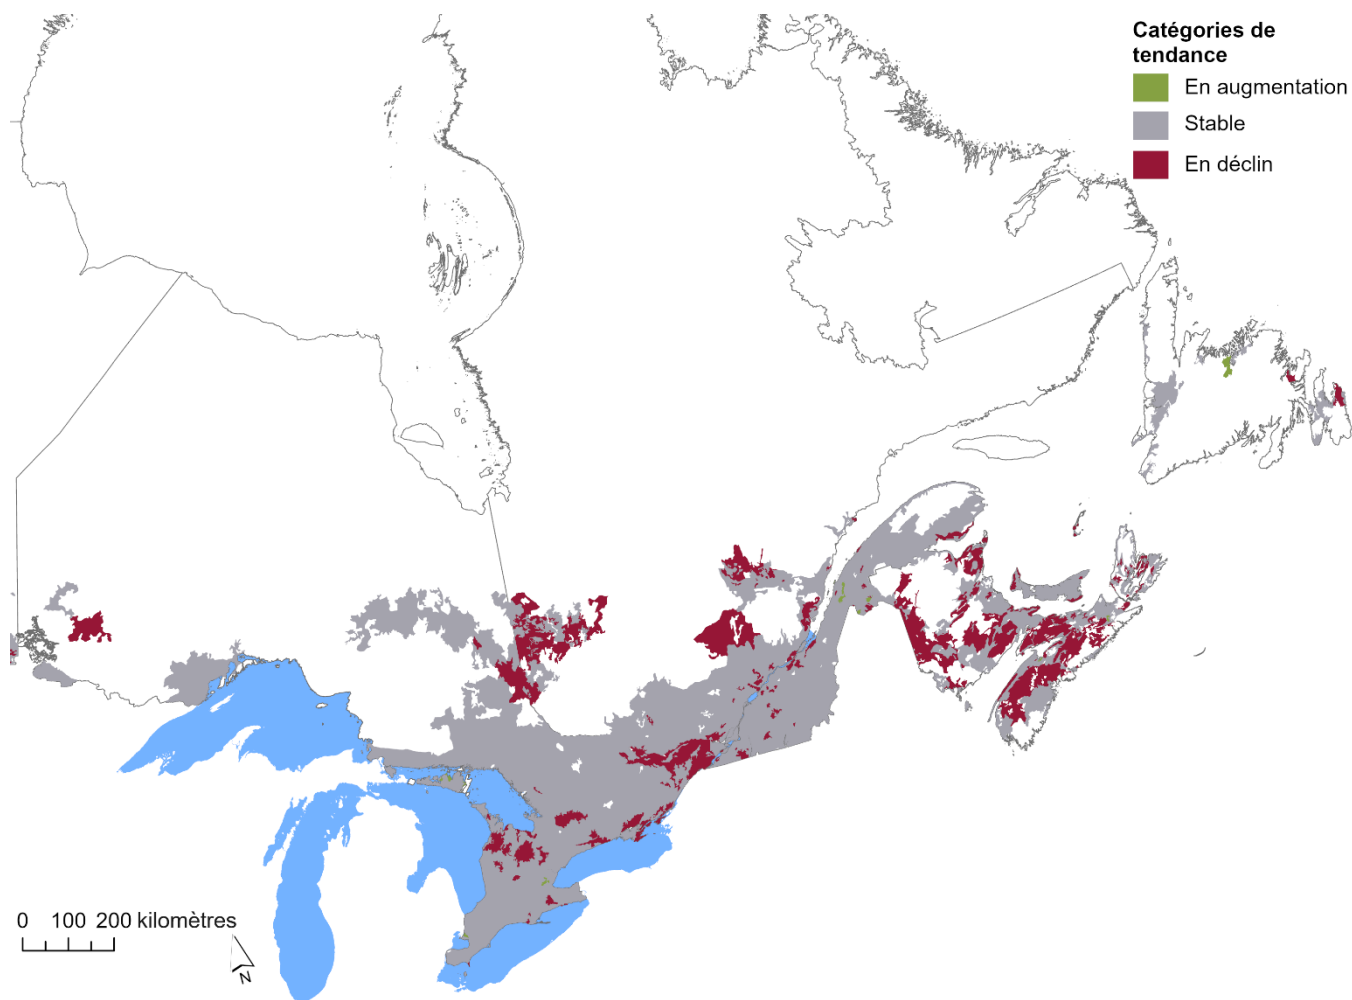 Catégories de
tendance
En augmentation
Stable
En déclin
0 100 200 kilomètres
N